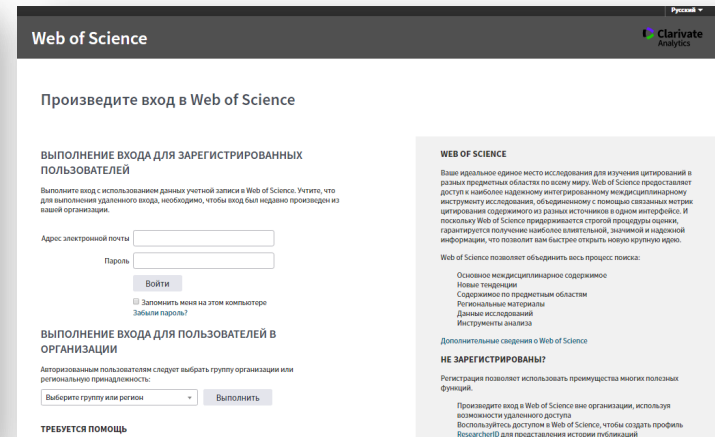 Русский
Web of Science
Clarivate
Analytics
Произведите вход в Web of Science
ВЫПОЛНЕНИЕ ВХОДА ДЛЯ ЗАРЕГИСТРИРОВАННЫХ
ПОЛЬЗОВАТЕЛЕЙ
Выполните вход с использованием данных учетной записи в Web of Science. Учтите, что
для выполнения удаленного входа, необходимо, чтобы вход был недавно произведен из
вашей организации.
Адрес электронной почты
Пароль
Войти
Запомнить меня на этом компьютере
Забыли пароль?
ВЫПОЛНЕНИЕ ВХОДА ДЛЯ ПОЛЬЗОВАТЕЛЕЙ В
ОРГАНИЗАЦИИ
Авторизованным пользователям следует выбрать группу организации или
региональную принадлежность:
Выберите группу или регион
Выполнить
ТРЕБУЕТСЯ ПОМОЩЬ
WEB OF SCIENCE
Ваше идеальное единое место исследования для изучения цитирований в
разных предметных областях по всему миру. Web of Science предоставляет
доступ к наиболее надежному интегрированному междисциплинарному
инструменту исследования, объединенному с помощью связанных метрик
цитирования содержимого из разных источников в одном интерфейсе. И
поскольку Web of Science придерживается строгой процедуры оценки,
гарантируется получение наиболее влиятельной, значимой и надежной
информации, что позволит вам быстрее открыть новую крупную идею.
Web of Science позволяет объединить весь процесс поиска:
Основное междисциплинарное содержимое
Новые тенденции
Содержимое по предметным областям
Региональные материалы
Данные исследований
Инструменты анализа
Дополнительные сведения о Web of Science
НЕ ЗАРЕГИСТРИРОВАНЫ?
Регистрация позволяет использовать преимущества многих полезных
функций.
Произведите вход в Web of Science вне организации, используя
возможности удаленного доступа
Воспользуйтесь доступом в Web of Science, чтобы создать профиль
ResearcherID для представления истории публикаций